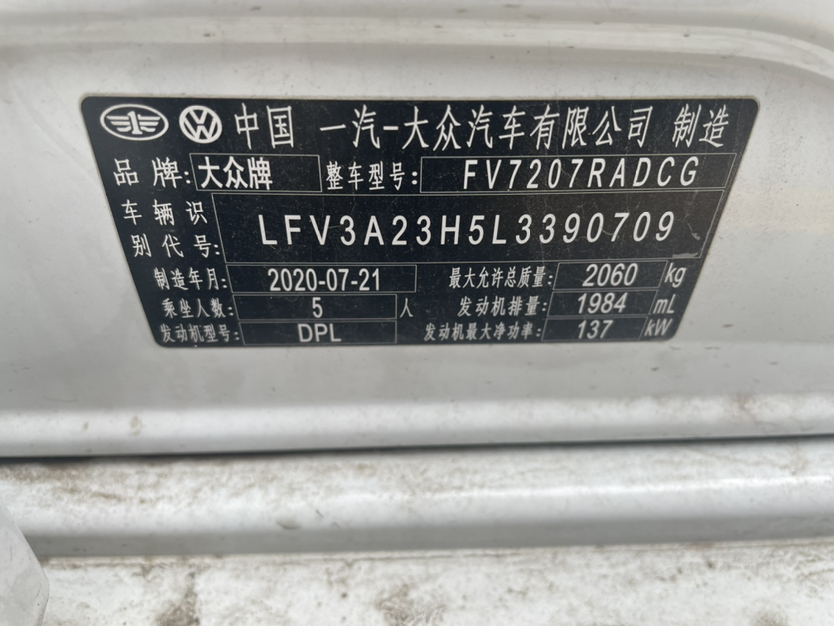 中国 一汽-大众汽车有限公司 制造
品牌:大众牌 整车型号:FV7207RADCG
车辆识别代号:LFV3A23H5L3390709
制造年月:2020-07-21 最大允许总质量:2060 kg
乘坐人数:5人 发动机排量:1984 mL
发动机型号:DPL 发动机最大净功率:137 kW